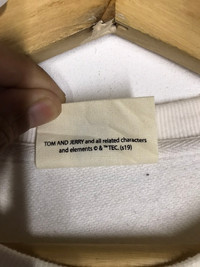 TOM AND JERRY and all related characters
and elements © & ™ TEC. (s19)